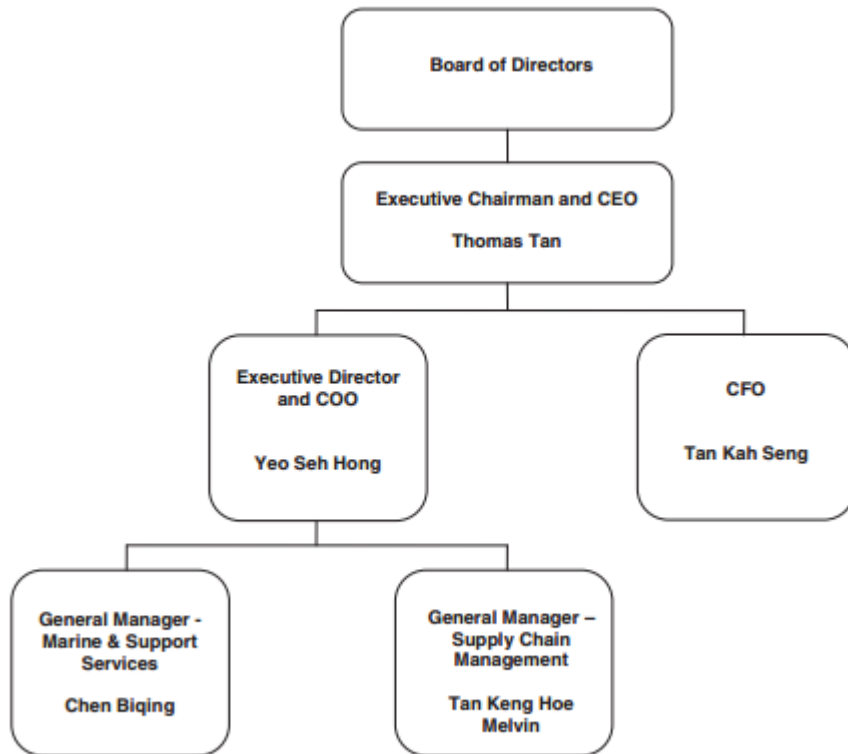 Board of Directors
Executive Chairman and CEO
Thomas Tan
Executive Director
and COO
Yeo Seh Hong
CFO
Tan Kah Seng
General Manager -
Marine & Support
Services
Chen Biqing
General Manager –
Supply Chain
Management
Tan Keng Hoe
Melvin